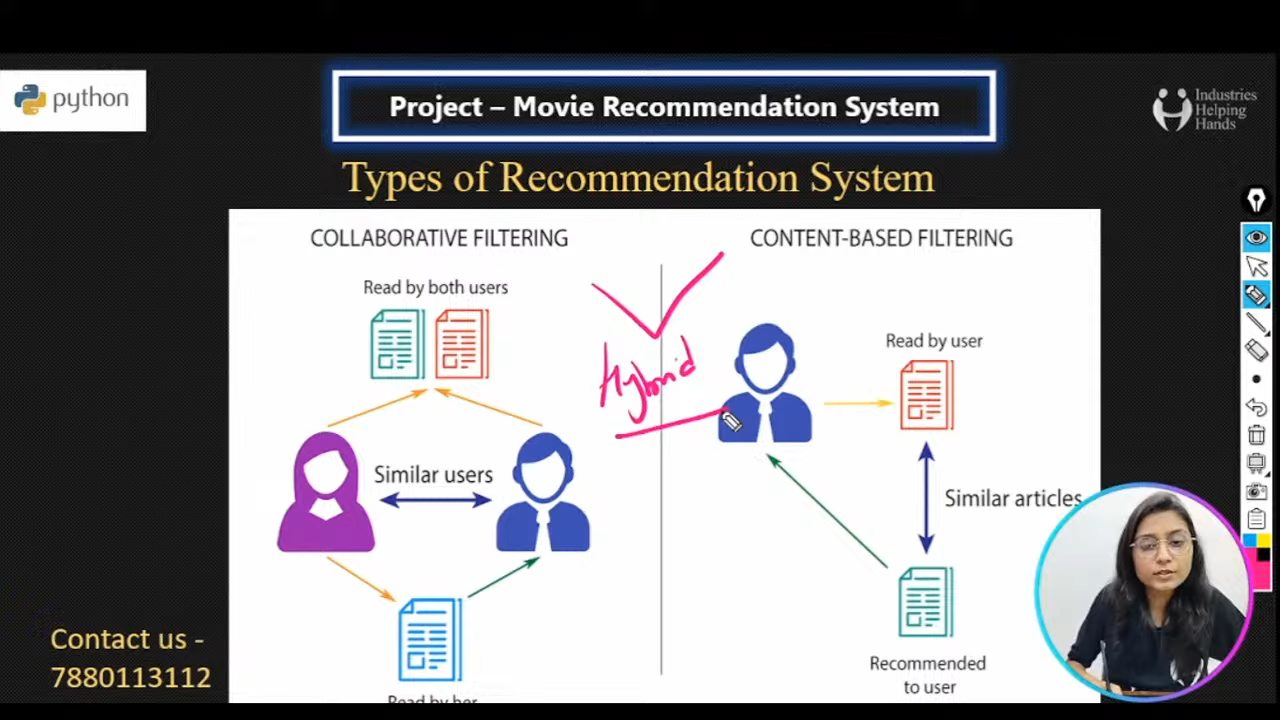 python
Project – Movie Recommendation System
Industries
Helping
Hands
Types of Recommendation System
COLLABORATIVE FILTERING
CONTENT-BASED FILTERING
Read by both users
Hybrid
Read by user
Similar users
Similar articles
Recommended
to user
Read by her
Contact us -
7880113112